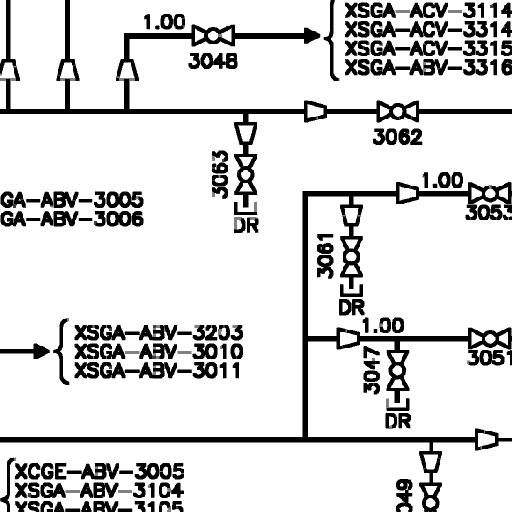 1.00
XSGA-ACV-3114
XSGA-ACV-3314
XSGA-ACV-3315
XSGA-ABV-3316
3048
3062
3063
DR
GA-ABV-3005
GA-ABV-3006
1.00
3053
3061
DR
1.00
3051
3047
DR
XSGA-ABV-3203
XSGA-ABV-3010
XSGA-ABV-3011
XCGE-ABV-3005
XSGA-ABV-3104
XSGA-ABV-3105
049